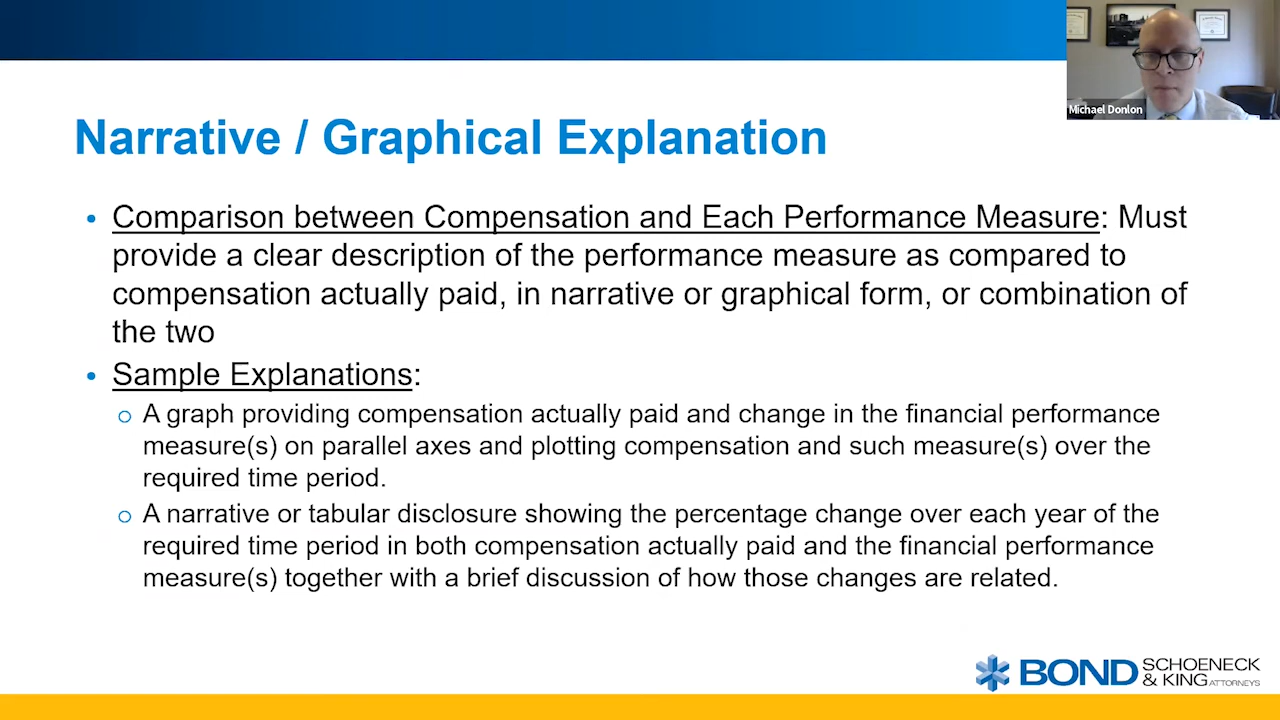 Michael Donlon
Narrative / Graphical Explanation
• Comparison between Compensation and Each Performance Measure: Must
provide a clear description of the performance measure as compared to
compensation actually paid, in narrative or graphical form, or combination of
the two
• Sample Explanations:
o A graph providing compensation actually paid and change in the financial performance
measure(s) on parallel axes and plotting compensation and such measure(s) over the
required time period.
o A narrative or tabular disclosure showing the percentage change over each year of the
required time period in both compensation actually paid and the financial performance
measure(s) together with a brief discussion of how those changes are related.
BOND SCHOENECK
& KING ATTORNEYS